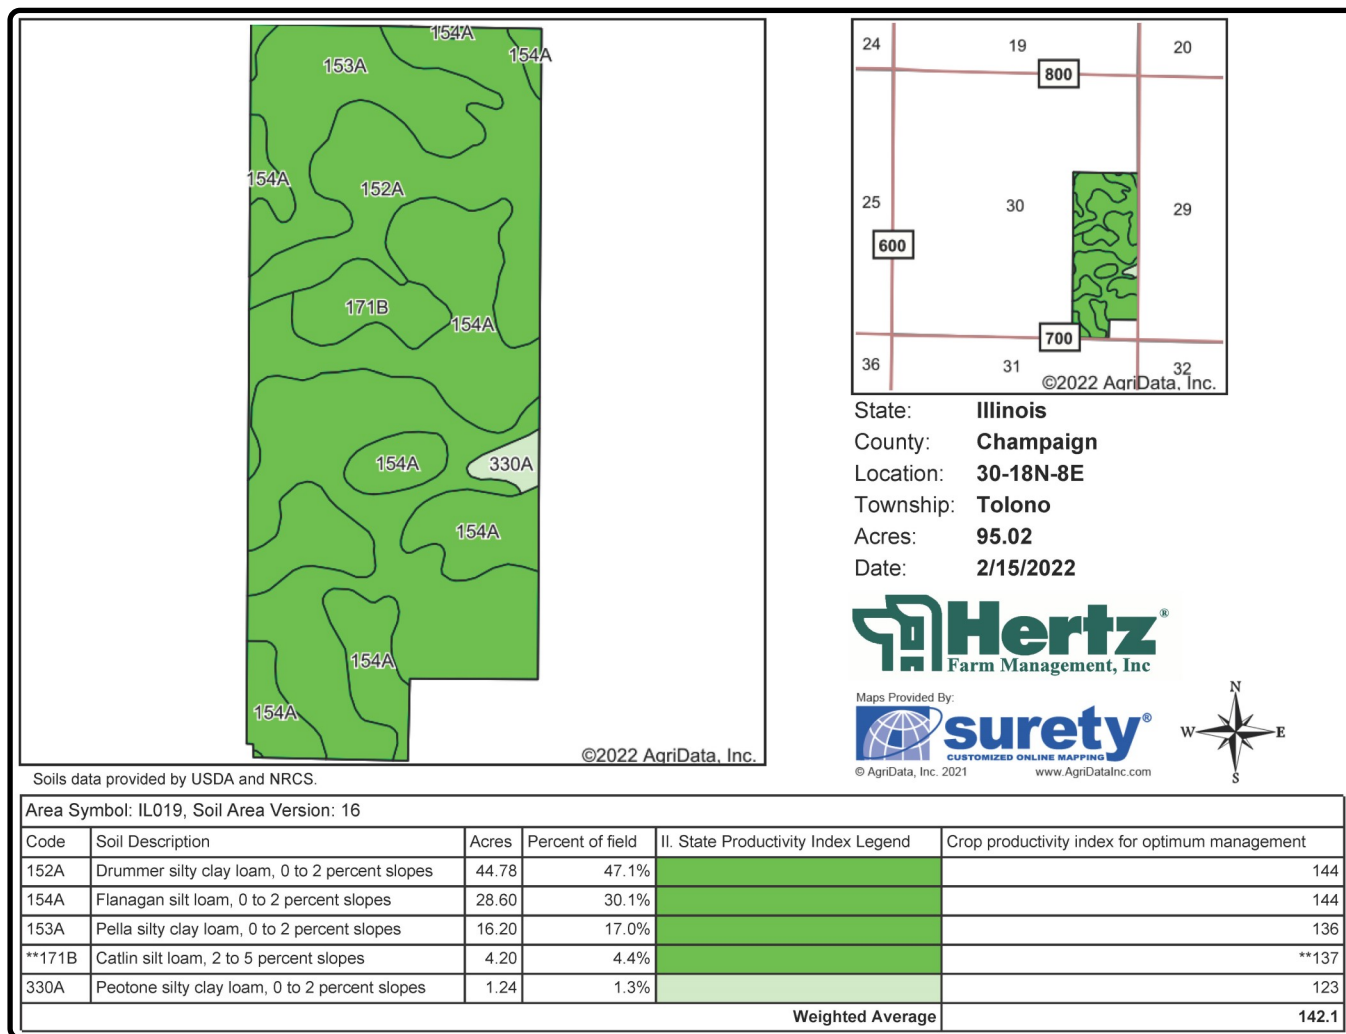 154A
154A
153A
154A
152A
171B
154A
154A
330A
154A
154A
154A
©2022 AgriData, Inc.
24
19
20
800
25
30
29
600
700
36
31
32
©2022 AgriData, Inc.
State: Illinois
County: Champaign
Location: 30-18N-8E
Township: Tolono
Acres: 95.02
Date: 2/15/2022
Hertz®
Farm Management, Inc
Maps Provided By:
surety®
CUSTOMIZED ONLINE MAPPING
© AgriData, Inc. 2021 www.AgriDataInc.com
N
W E
S
Soils data provided by USDA and NRCS.
Area Symbol: IL019, Soil Area Version: 16
Code Soil Description Acres Percent of field II. State Productivity Index Legend Crop productivity index for optimum management
152A Drummer silty clay loam, 0 to 2 percent slopes 44.78 47.1% 144
154A Flanagan silt loam, 0 to 2 percent slopes 28.60 30.1% 144
153A Pella silty clay loam, 0 to 2 percent slopes 16.20 17.0% 136
**171B Catlin silt loam, 2 to 5 percent slopes 4.20 4.4% **137
330A Peotone silty clay loam, 0 to 2 percent slopes 1.24 1.3% 123
Weighted Average 142.1